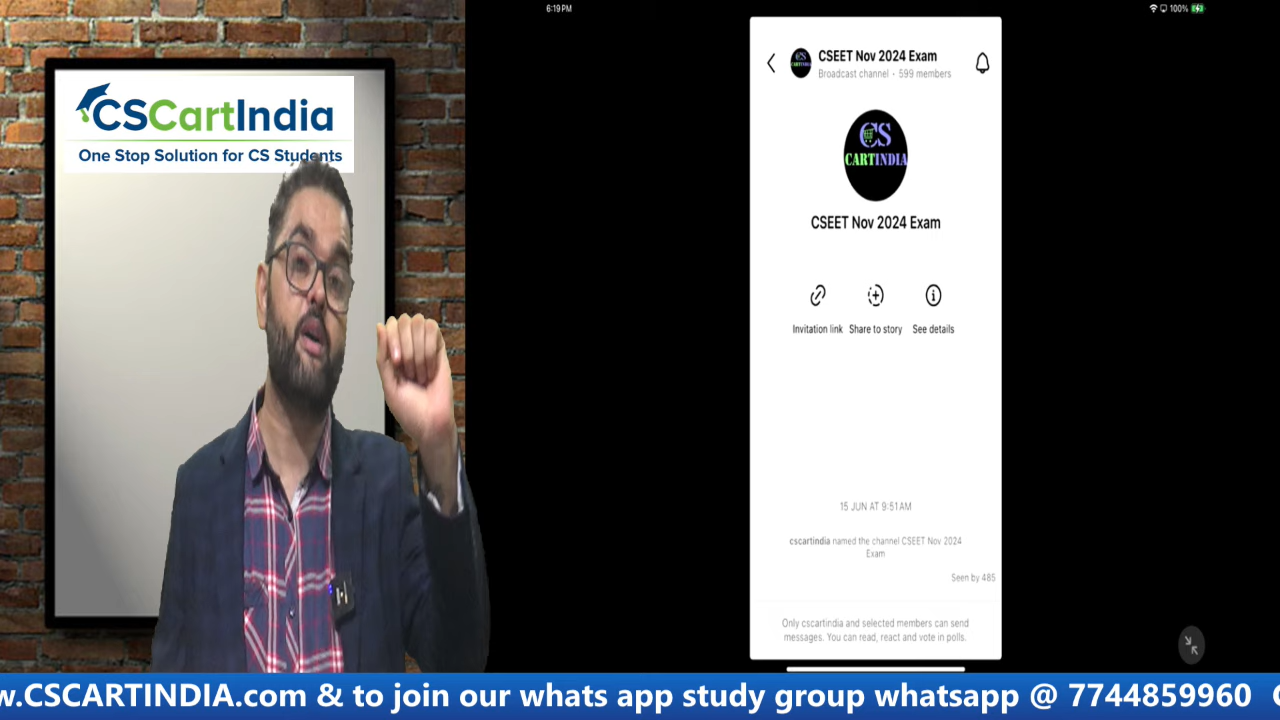 6:19 PM
100%
CSCartIndia
One Stop Solution for CS Students
CSEET Nov 2024 Exam
Broadcast channel • 599 members
CS
CARTINDIA
CS
CARTINDIA
CSEET Nov 2024 Exam
Invitation link
Share to story
See details
15 JUN AT 9:51 AM
cscartindia named the channel CSEET Nov 2024
Exam
Seen by 485
Only cscartindia and selected members can send
messages. You can read, react and vote in polls.
w.CSCARTINDIA.com & to join our whats app study group whatsapp @ 7744859960